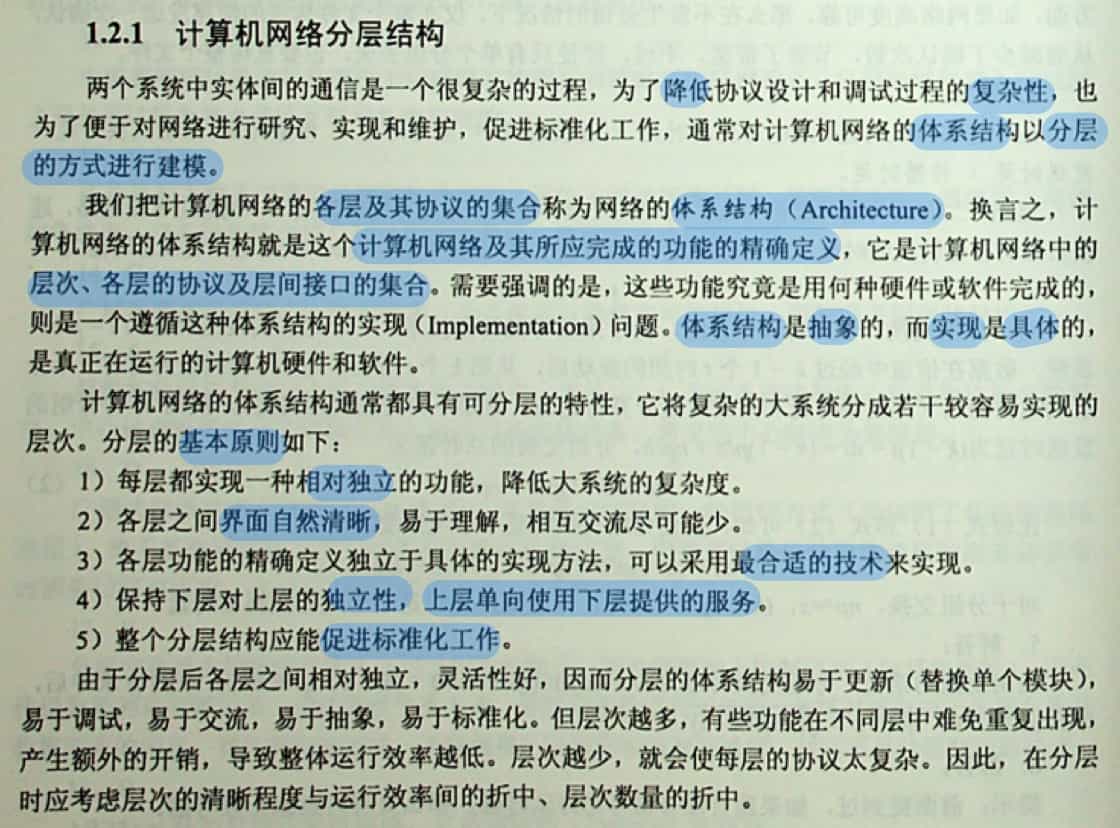 1.2.1 计算机网络分层结构
两个系统中实体间的通信是一个很复杂的过程，为了降低协议设计和调试过程的复杂性，也
为了便于对网络进行研究、实现和维护，促进标准化工作，通常对计算机网络的体系结构以分层
的方式进行建模。
我们把计算机网络的各层及其协议的集合称为网络的体系结构（Architecture）。换言之，计
算机网络的体系结构就是这个计算机网络及其所应完成的功能的精确定义，它是计算机网络中的
层次、各层的协议及层间接口的集合。需要强调的是，这些功能究竟是用何种硬件或软件完成的，
则是一个遵循这种体系结构的实现（Implementation）问题。体系结构是抽象的，而实现是具体的，
是真正在运行的计算机硬件和软件。
计算机网络的体系结构通常都具有可分层的特性，它将复杂的大系统分成若干较容易实现的
层次。分层的基本原则如下：
1）每层都实现一种相对独立的功能，降低大系统的复杂度。
2）各层之间界面自然清晰，易于理解，相互交流尽可能少。
3）各层功能的精确定义独立于具体的实现方法，可以采用最合适的技术来实现。
4）保持下层对上层的独立性，上层单向使用下层提供的服务。
5）整个分层结构应能促进标准化工作。
由于分层后各层之间相对独立，灵活性好，因而分层的体系结构易于更新（替换单个模块），
易于调试，易于交流，易于抽象，易于标准化。但层次越多，有些功能在不同层中难免重复出现，
产生额外的开销，导致整体运行效率越低。层次越少，就会使每层的协议太复杂。因此，在分层
时应考虑层次的清晰程度与运行效率间的折中、层次数量的折中。